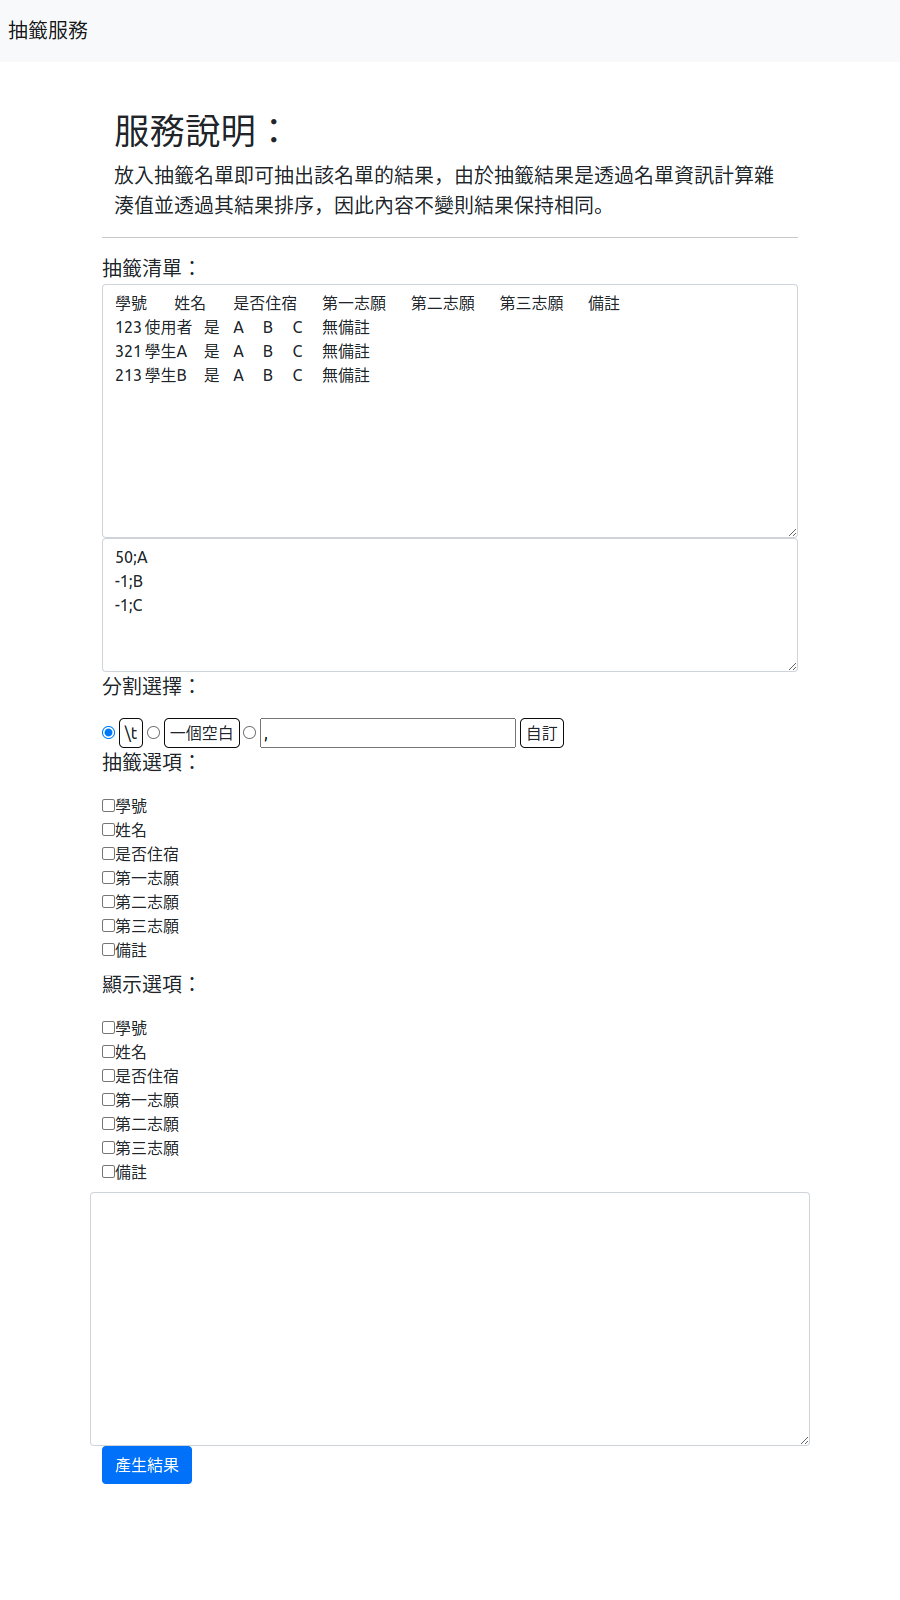 抽籤服務
服務說明：
放入抽籤名單即可抽出該名單的結果，由於抽籤結果是透過名單資訊計算雜
湊值並透過其結果排序，因此內容不變則結果保持相同。
抽籤清單：
學號 姓名 是否住宿 第一志願 第二志願 第三志願 備註
123 使用者 是 A B C 無備註
321 學生A 是 A B C 無備註
213 學生B 是 A B C 無備註
50;A
-1;B
-1;C
分割選擇：
\t 一個空白 , 自訂
抽籤選項：
學號
姓名
是否住宿
第一志願
第二志願
第三志願
備註
顯示選項：
學號
姓名
是否住宿
第一志願
第二志願
第三志願
備註
產生結果